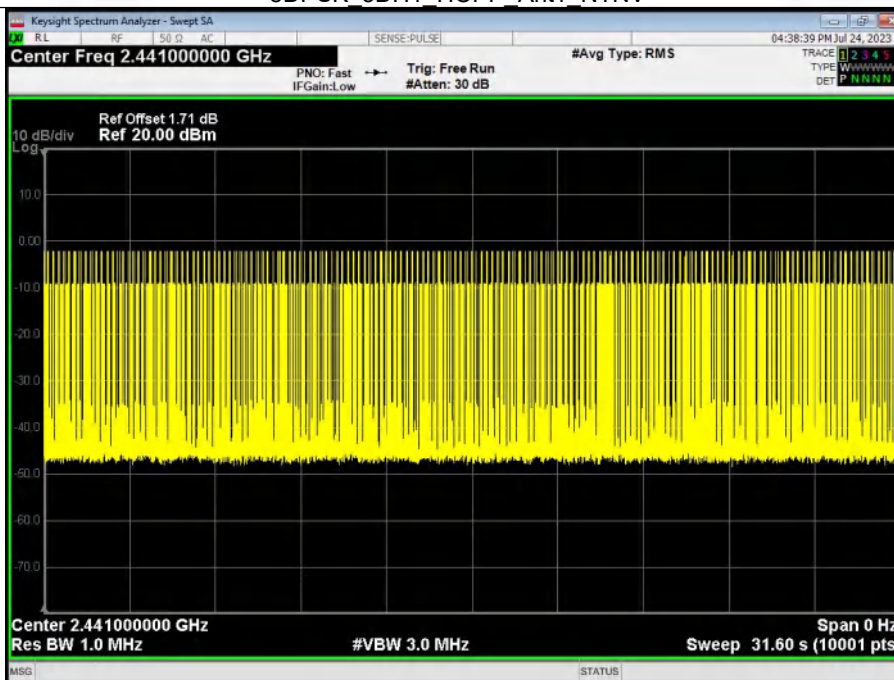 Keysight Spectrum Analyzer - Swept SA
RL RF 50 Ω AC SENSE:PULSE 04:38:39 PM Jul 24, 2023
Center Freq 2.441000000 GHz #Avg Type: RMS TRACE 1 2 3 4 5
PNO: Fast Trig: Free Run TYPE W
IFGain:Low #Atten: 30 dB DET P N N N N
Ref Offset 1.71 dB
10 dB/div Ref 20.00 dBm
Log
10.0
0.00
-10.0
-20.0
-30.0
-40.0
-50.0
-60.0
-70.0
Center 2.441000000 GHz Span 0 Hz
Res BW 1.0 MHz #VBW 3.0 MHz Sweep 31.60 s (10001 pts
MSG STATUS